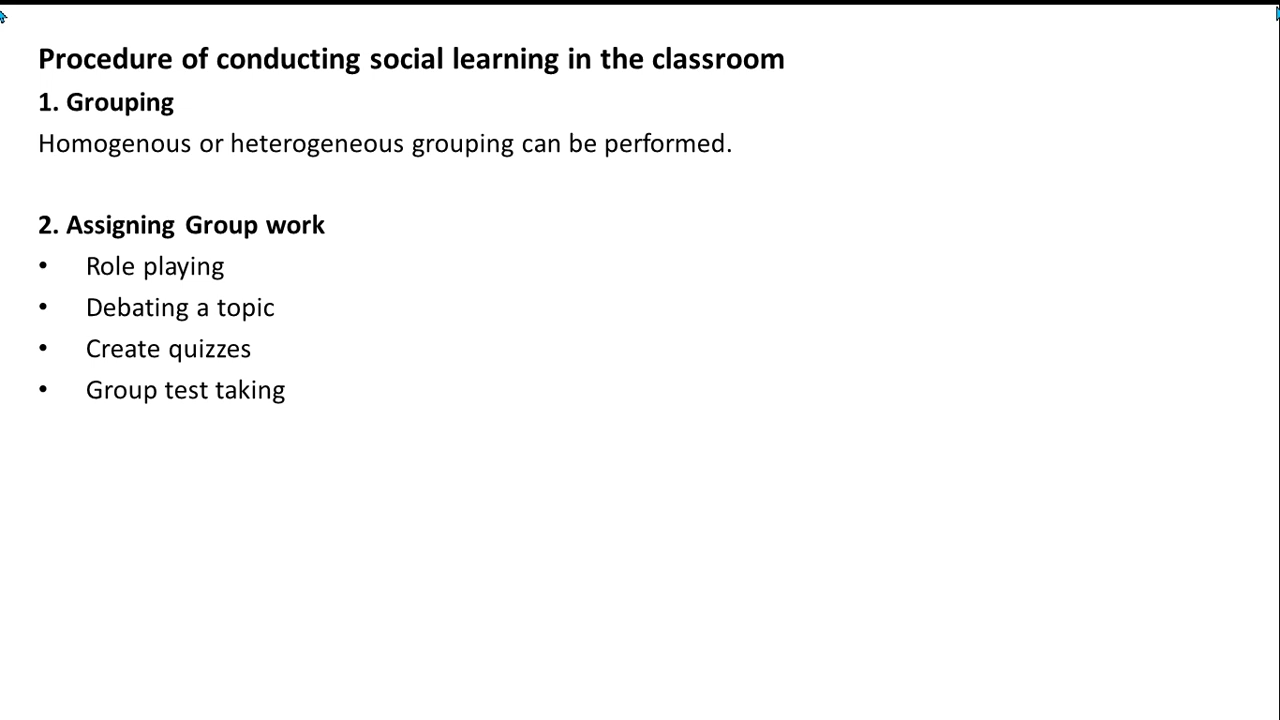 Procedure of conducting social learning in the classroom
1. Grouping
Homogenous or heterogeneous grouping can be performed.
2. Assigning Group work
• Role playing
• Debating a topic
• Create quizzes
• Group test taking